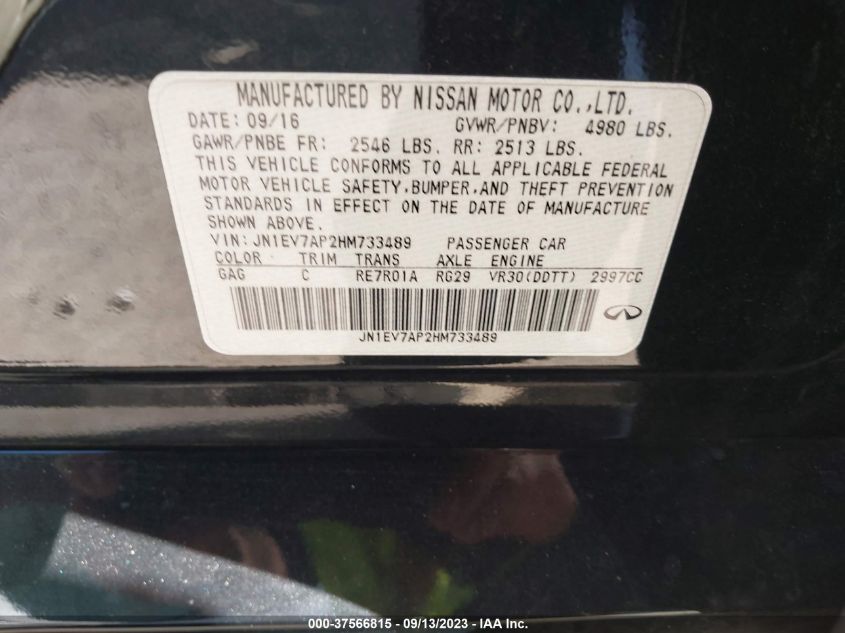 MANUFACTURED BY NISSAN MOTOR CO.,LTD.
DATE: 09/16 GVWR/PNBV: 4980 LBS.
GAWR/PNBE FR: 2546 LBS. RR: 2513 LBS.
THIS VEHICLE CONFORMS TO ALL APPLICABLE FEDERAL
MOTOR VEHICLE SAFETY,BUMPER,AND THEFT PREVENTION
STANDARDS IN EFFECT ON THE DATE OF MANUFACTURE
SHOWN ABOVE.
VIN:JN1EV7AP2HM733489 PASSENGER CAR
COLOR TRIM TRANS AXLE ENGINE
GAG C RE7R01A RG29 VR30(DDTT) 2997CC
JN1EV7AP2HM733489
000-37566815 - 09/13/2023 - IAA Inc.